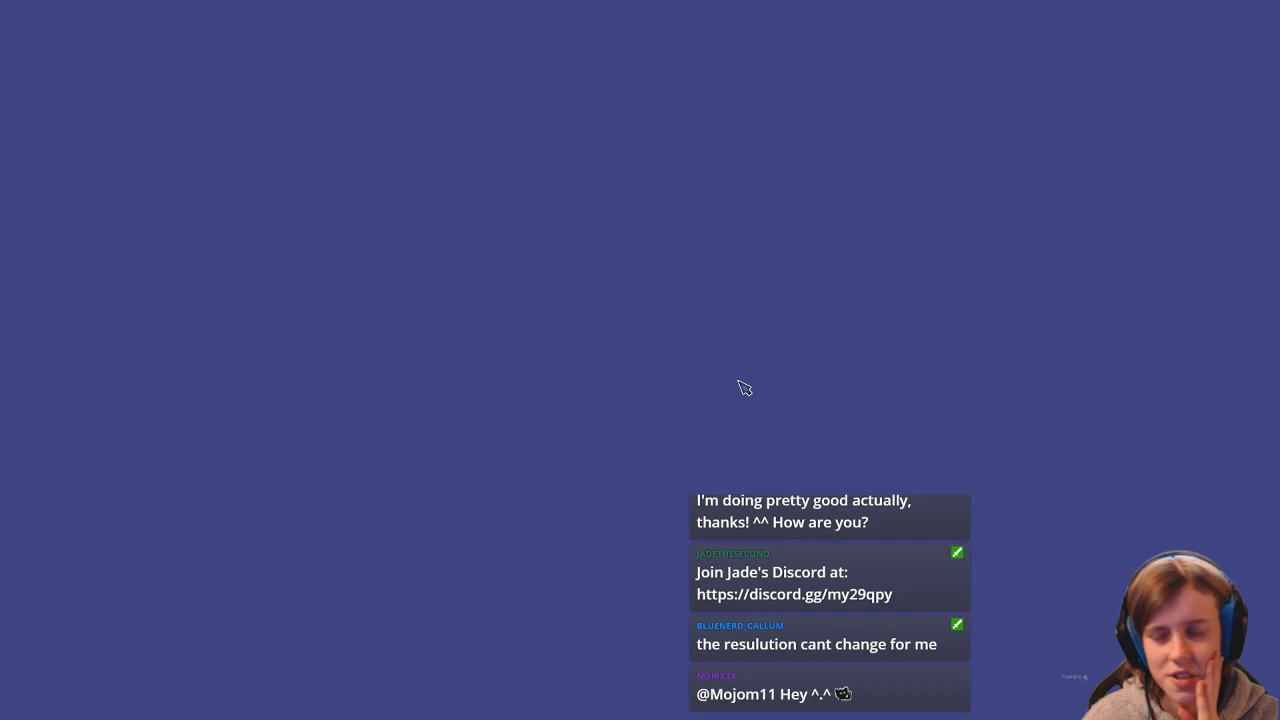 I'm doing pretty good actually,
thanks! ^^ How are you?
JADETHESECOND
Join Jade's Discord at:
https://discord.gg/my29qpy
BLUENERD_CALLUM
the resulution cant change for me
NOIRXIX
@Mojom11 Hey ^.^